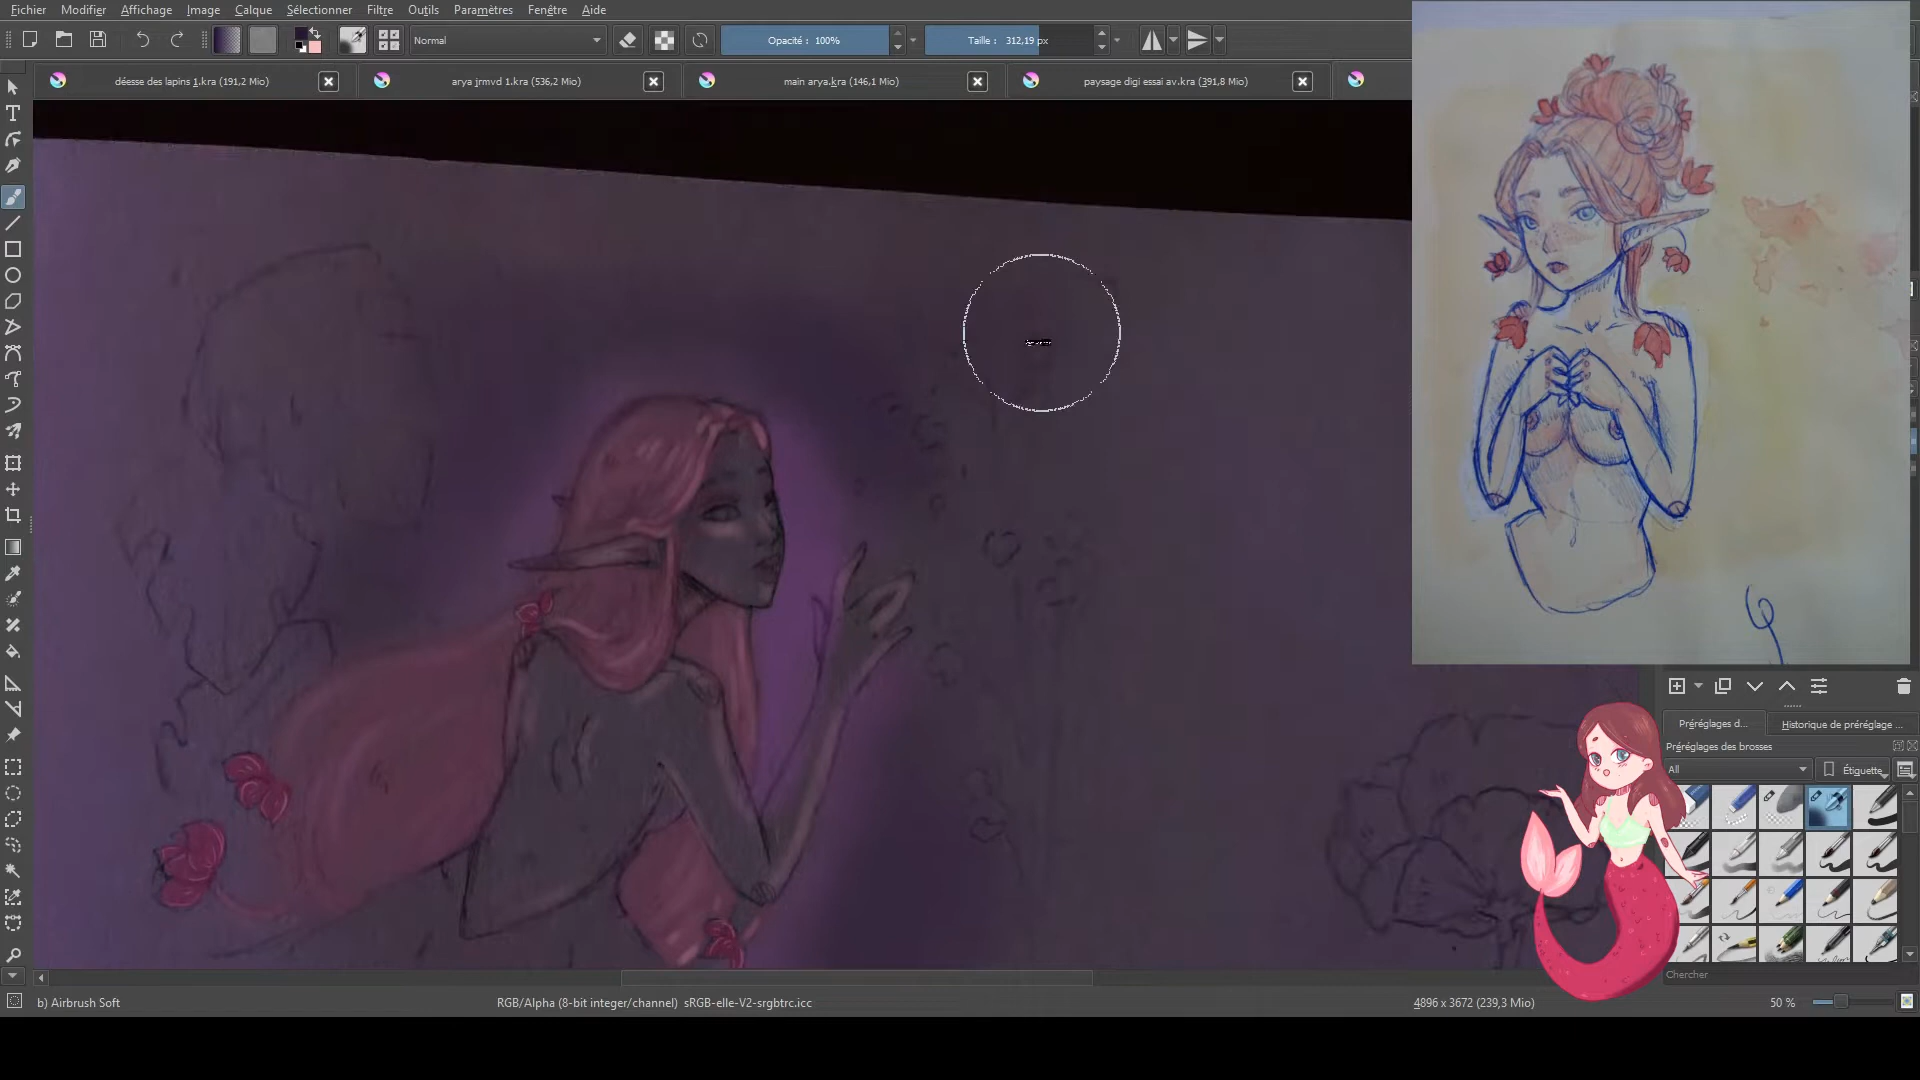 Fichier Modifier Affichage Image Calque Sélectionner Filtre Outils Paramètres Fenêtre Aide
Normal Opacité : 100% Taille : 312,19 px
déesse des lapins 1.kra (191,2 Mio) arya jrmvd 1.kra (536,2 Mio) main arya.kra (146,1 Mio) paysage digi essai av.kra (391,8 Mio)
Préréglages d... Historique de préréglage ...
Préréglages des brosses
All Étiquette
Chercher
b) Airbrush Soft RGB/Alpha (8-bit integer/channel) sRGB-elle-V2-srgbtrc.icc 4896 x 3672 (239,3 Mio) 50 %